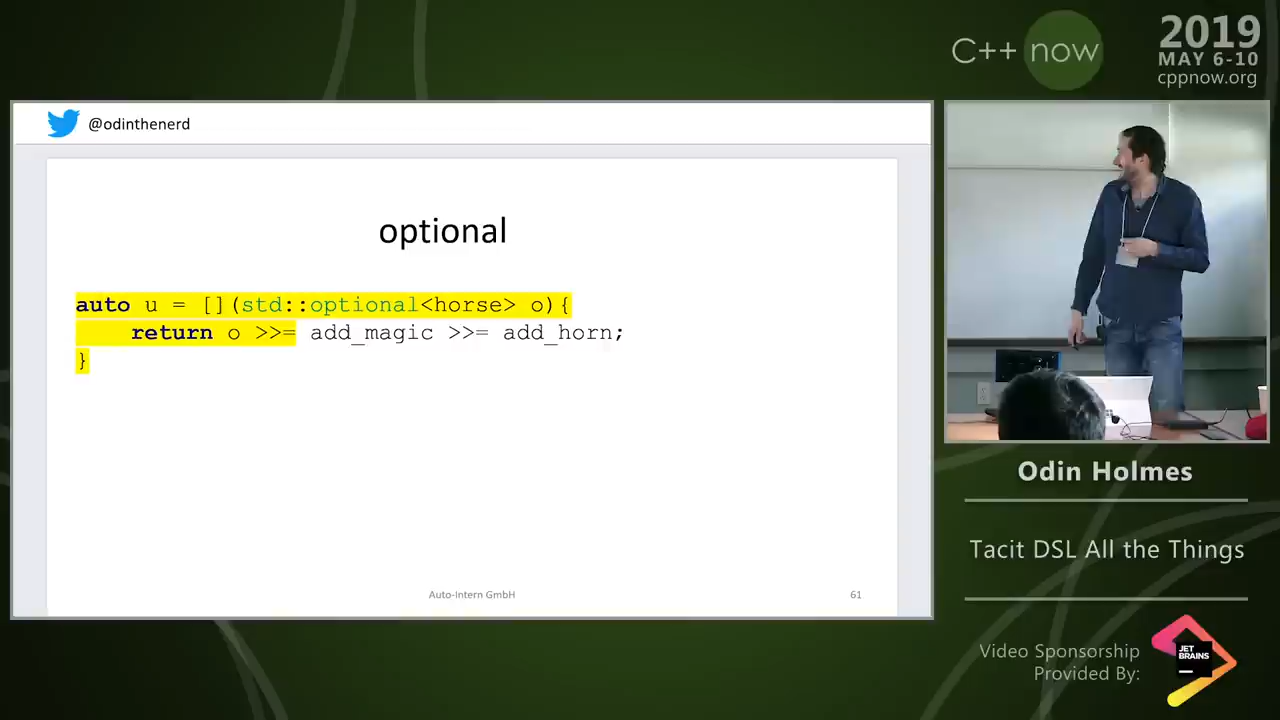 C++ now
2019
MAY 6-10
cppnow.org
@odinthenerd
optional
auto u = [](std::optional<horse> o){
return o >>= add_magic >>= add_horn;
}
Auto-Intern GmbH
61
Odin Holmes
Tacit DSL All the Things
Video Sponsorship
Provided By:
JET
BRAINS